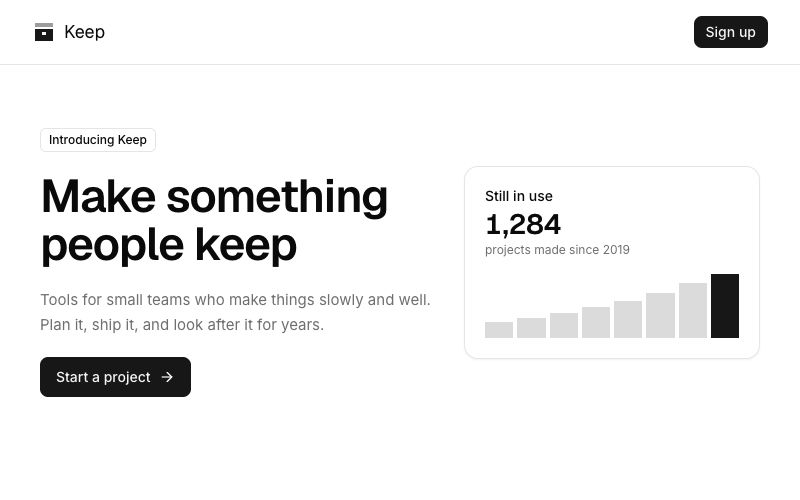 Keep
Sign up
Introducing Keep
Make something
people keep
Tools for small teams who make things slowly and well.
Plan it, ship it, and look after it for years.
Start a project
Still in use
1,284
projects made since 2019